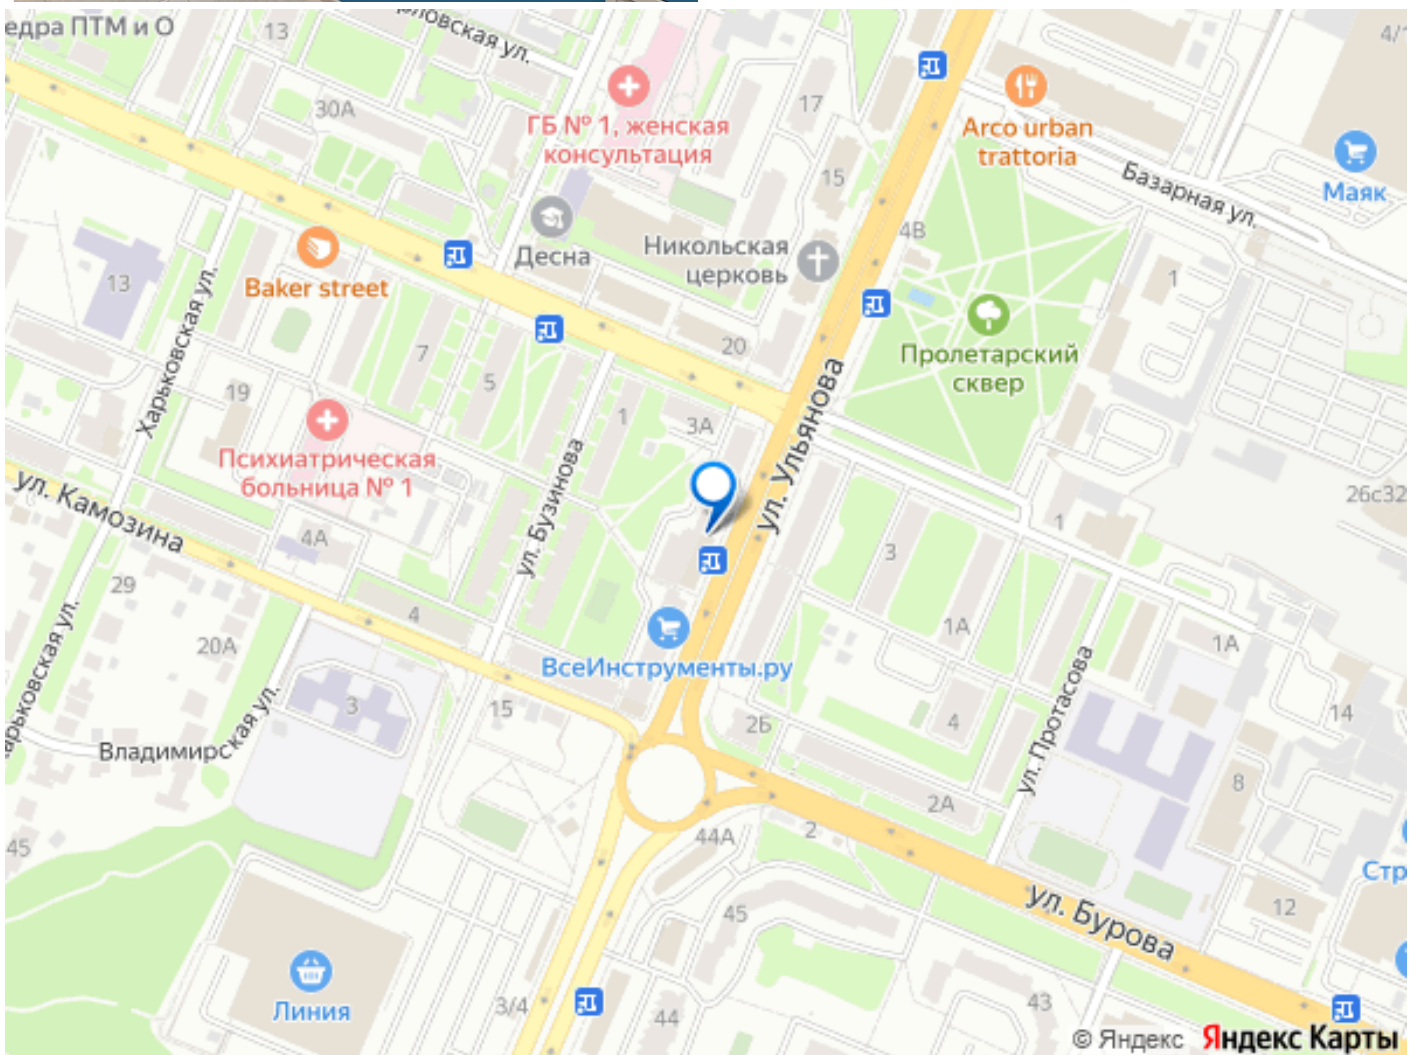 едра ПТМ и О
13
рловская ул.
4/1
30А
ГБ № 1, женская
консультация
17
Arco urban
trattoria
Маяк
15
Базарная ул.
Десна
Никольская
церковь
4В
1
13
Baker street
Харьковская ул.
7
5
20
Пролетарский
сквер
19
1
3А
ул. Ульянова
Психиатрическая
больница № 1
ул. Бузинова
26с32
1
ул. Камозина
4А
3
29
4
20А
1А
1А
Харьковская ул.
ВсеИнструменты.ру
ул. Протасова
3
15
2Б
4
14
Владимирская ул.
8
2А
2
44А
45
Стр
ул. Бурова
12
45
Линия
3/4
44
43
© Яндекс Яндекс Карты